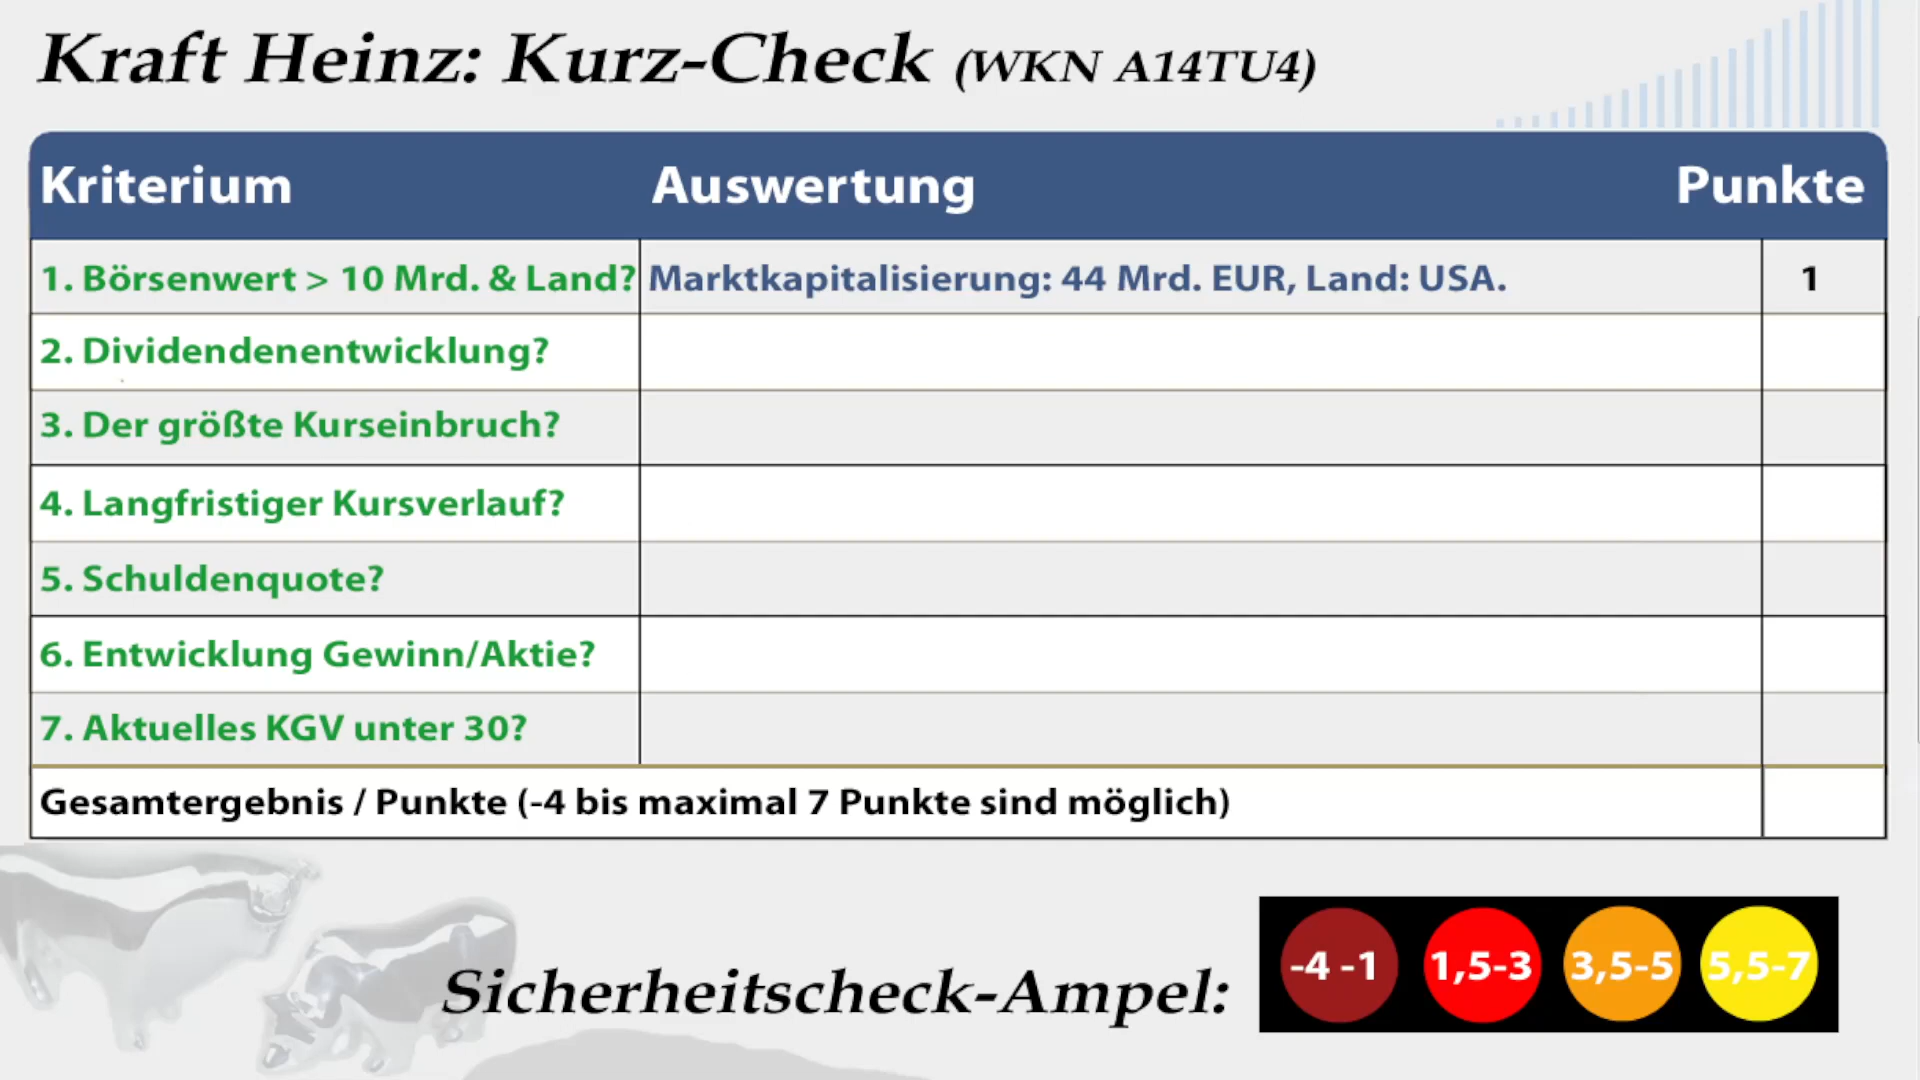 Kraft Heinz: Kurz-Check (WKN A14TU4)
Kriterium Auswertung Punkte
1. Börsenwert > 10 Mrd. & Land? Marktkapitalisierung: 44 Mrd. EUR, Land: USA. 1
2. Dividendenentwicklung?
3. Der größte Kurseinbruch?
4. Langfristiger Kursverlauf?
5. Schuldenquote?
6. Entwicklung Gewinn/Aktie?
7. Aktuelles KGV unter 30?
Gesamtergebnis / Punkte (-4 bis maximal 7 Punkte sind möglich)
Sicherheitscheck-Ampel: -4 -1 1,5-3 3,5-5 5,5-7